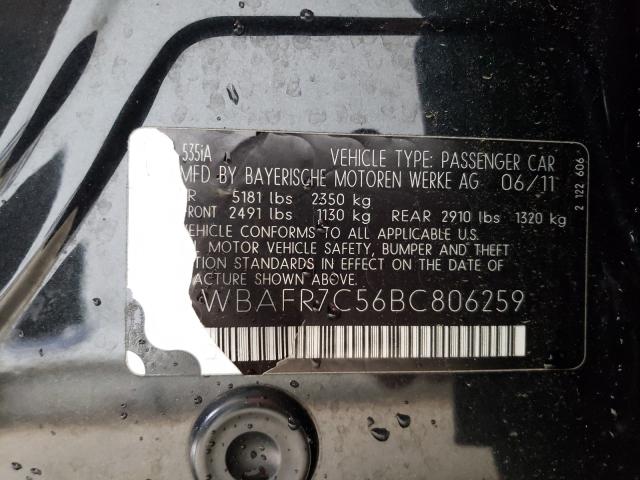 535iA VEHICLE TYPE: PASSENGER CAR
MFD BY BAYERISCHE MOTOREN WERKE AG 06/11
R 5181 lbs 2350 kg
FRONT 2491 lbs 1130 kg REAR 2910 lbs 1320 kg
VEHICLE CONFORMS TO ALL APPLICABLE U.S.
L MOTOR VEHICLE SAFETY, BUMPER AND THEFT
TION STANDARDS IN EFFECT ON THE DATE OF
FACTURE SHOWN ABOVE.
WBAFR7C56BC806259
2 122 606